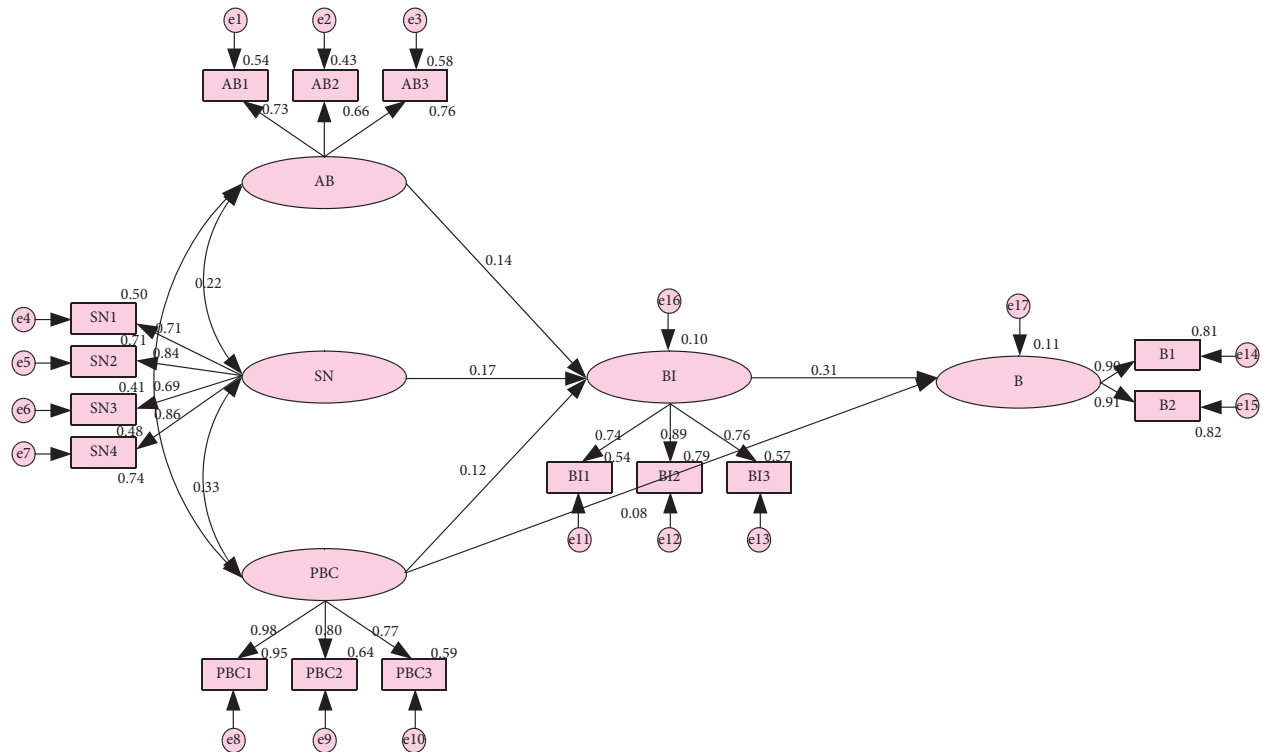 e1 e2 e3
0.54 0.43 0.58
AB1 AB2 AB3
0.73 0.66 0.76
AB
0.22
0.14
0.50
e4 SN1
0.71
0.71
e5 SN2
0.84
0.41
0.69
e6 SN3
0.86
0.48
e7 SN4
0.74
SN
0.17
0.33
0.12
e16
0.10
BI
0.31
0.74 0.89 0.76
0.54 0.79 0.57
BI1 BI2 BI3
0.08
e11 e12 e13
e17
0.11
B
0.81
0.90
B1 e14
0.91
B2 e15
0.82
PBC
0.98 0.80 0.77
0.95 0.64 0.59
PBC1 PBC2 PBC3
e8 e9 e10